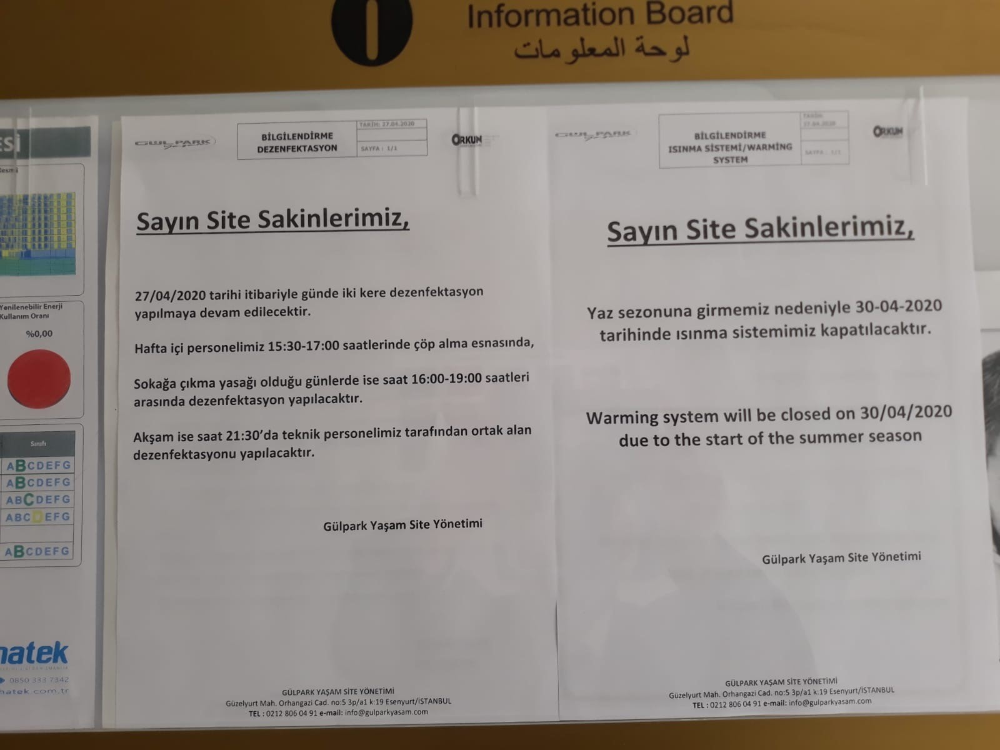 Information Board
لوحة المعلومات
ESİ
Yenilenebilir Enerji
Kullanım Oranı
%0,00
Sınıfı
ABCDEFG
ABCDEFG
ABCDEFG
ABCDEFG
ABCDEFG
natek
0850 333 7342
natek.com.tr
GÜL PARK
BİLGİLENDİRME
DEZENFEKTASYON
TARİH: 27.04.2020
SAYFA : 1/1
ORKUN
Sayın Site Sakinlerimiz,
27/04/2020 tarihi itibariyle günde iki kere dezenfektasyon
yapılmaya devam edilecektir.
Hafta içi personelimiz 15:30-17:00 saatlerinde çöp alma esnasında,
Sokağa çıkma yasağı olduğu günlerde ise saat 16:00-19:00 saatleri
arasında dezenfektasyon yapılacaktır.
Akşam ise saat 21:30’da teknik personelimiz tarafından ortak alan
dezenfektasyonu yapılacaktır.
Gülpark Yaşam Site Yönetimi
GÜLPARK YAŞAM SİTE YÖNETİMİ
Güzelyurt Mah. Orhangazi Cad. no:5 3p/a1 k:19 Esenyurt/İSTANBUL
TEL : 0212 806 04 91 e-mail: info@gulparkyasam.com
GÜL PARK
BİLGİLENDİRME
ISINMA SİSTEMİ/WARMING
SYSTEM
TARİH:
27.04.2020
SAYFA : 1/1
ORKUN
Sayın Site Sakinlerimiz,
Yaz sezonuna girmemiz nedeniyle 30-04-2020
tarihinde ısınma sistemimiz kapatılacaktır.
Warming system will be closed on 30/04/2020
due to the start of the summer season
Gülpark Yaşam Site Yönetimi
GÜLPARK YAŞAM SİTE YÖNETİMİ
Güzelyurt Mah. Orhangazi Cad. no:5 3p/a1 k:19 Esenyurt/İSTANBUL
TEL : 0212 806 04 91 e-mail: info@gulparkyasam.com